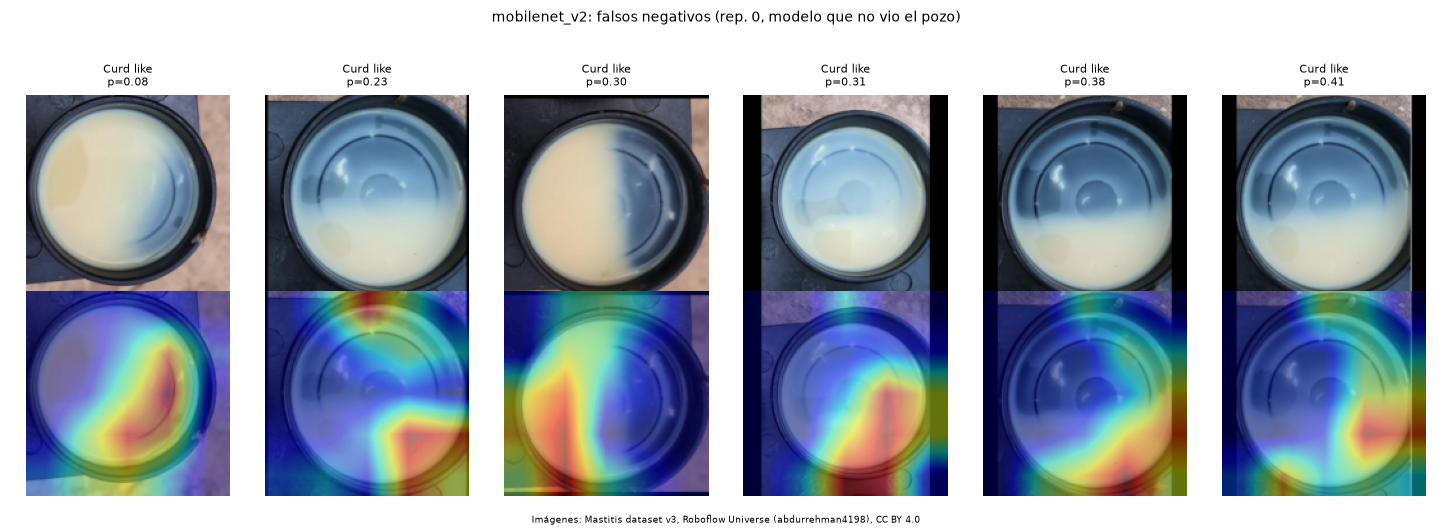 mobilenet_v2: falsos negativos (rep. 0, modelo que no vio el pozo)
Curd like
p=0.08
Curd like
p=0.23
Curd like
p=0.30
Curd like
p=0.31
Curd like
p=0.38
Curd like
p=0.41
Imágenes: Mastitis dataset v3, Roboflow Universe (abdurrehman4198), CC BY 4.0